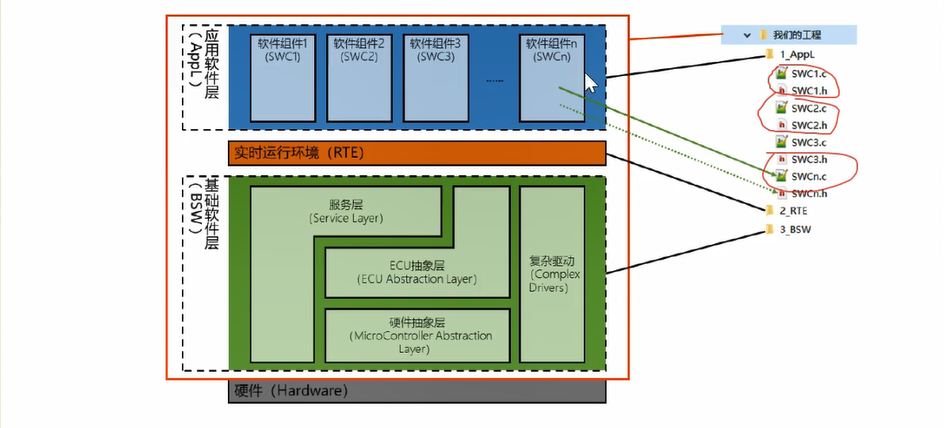 应用软件层
（AppL）
软件组件1
(SWC1)
软件组件2
(SWC2)
软件组件3
(SWC3)
......
软件组件n
(SWCn)
实时运行环境（RTE）
基础软件层
（BSW）
服务层
(Service Layer)
ECU抽象层
(ECU Abstraction Layer)
硬件抽象层
(MicroController Abstraction
Layer)
复杂驱动
(Complex
Drivers)
硬件（Hardware）
我们的工程
1_AppL
SWC1.c
SWC1.h
SWC2.c
SWC2.h
SWC3.c
SWC3.h
SWCn.c
SWCn.h
2_RTE
3_BSW